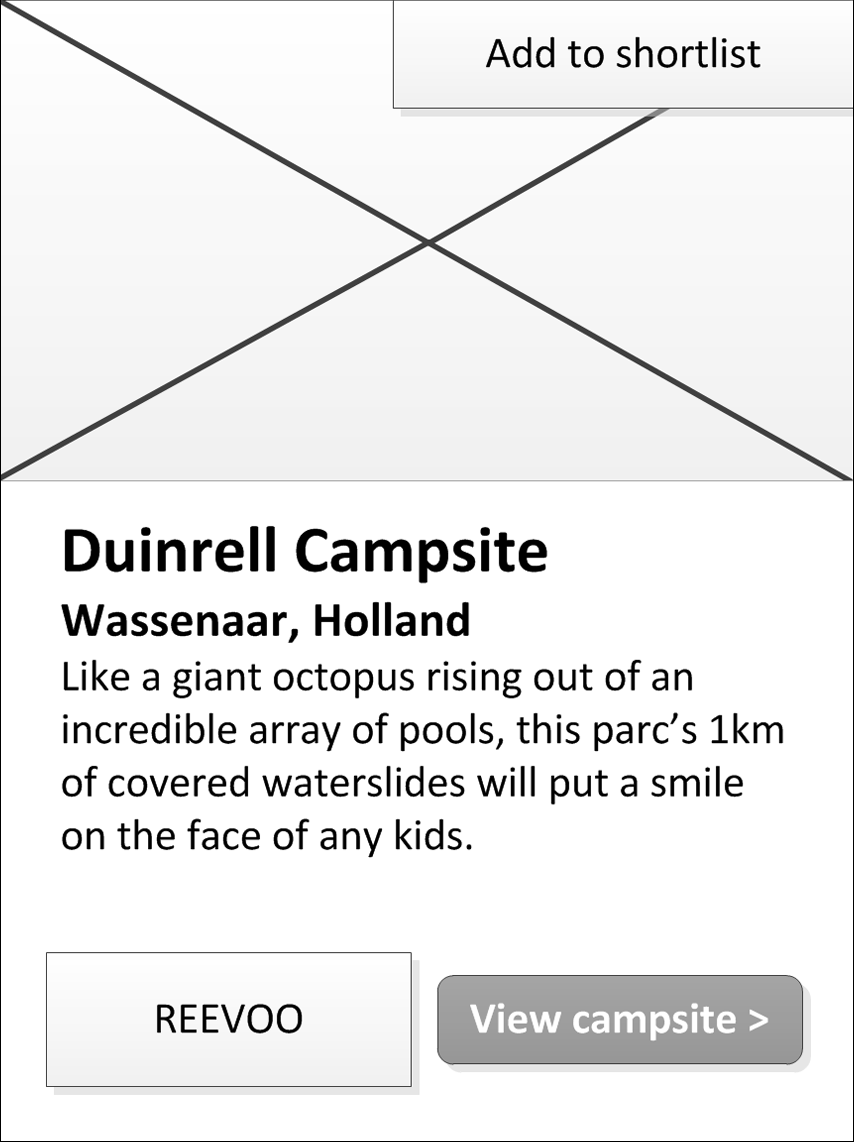 Add to shortlist
Duinrell Campsite
Wassenaar, Holland
Like a giant octopus rising out of an
incredible array of pools, this parc’s 1km
of covered waterslides will put a smile
on the face of any kids.
REEVOO
View campsite >